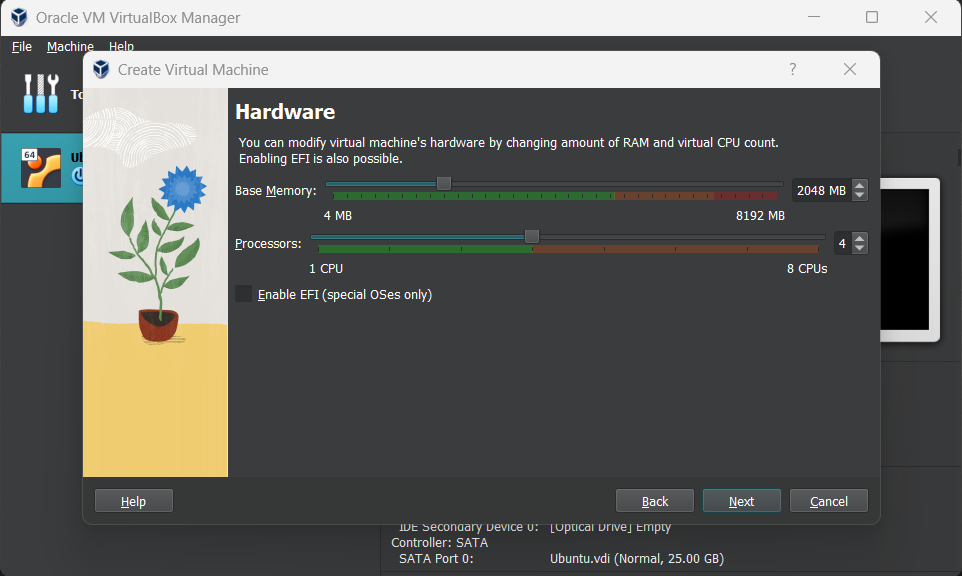 Oracle VM VirtualBox Manager
File Machine Help
Create Virtual Machine
?
64
Hardware
You can modify virtual machine's hardware by changing amount of RAM and virtual CPU count.
Enabling EFI is also possible.
Base Memory: 2048 MB
4 MB 8192 MB
Processors: 4
1 CPU 8 CPUs
Enable EFI (special OSes only)
Help Back Next Cancel
IDE Secondary Device 0: [Optical Drive] Empty
Controller: SATA
SATA Port 0: Ubuntu.vdi (Normal, 25.00 GB)